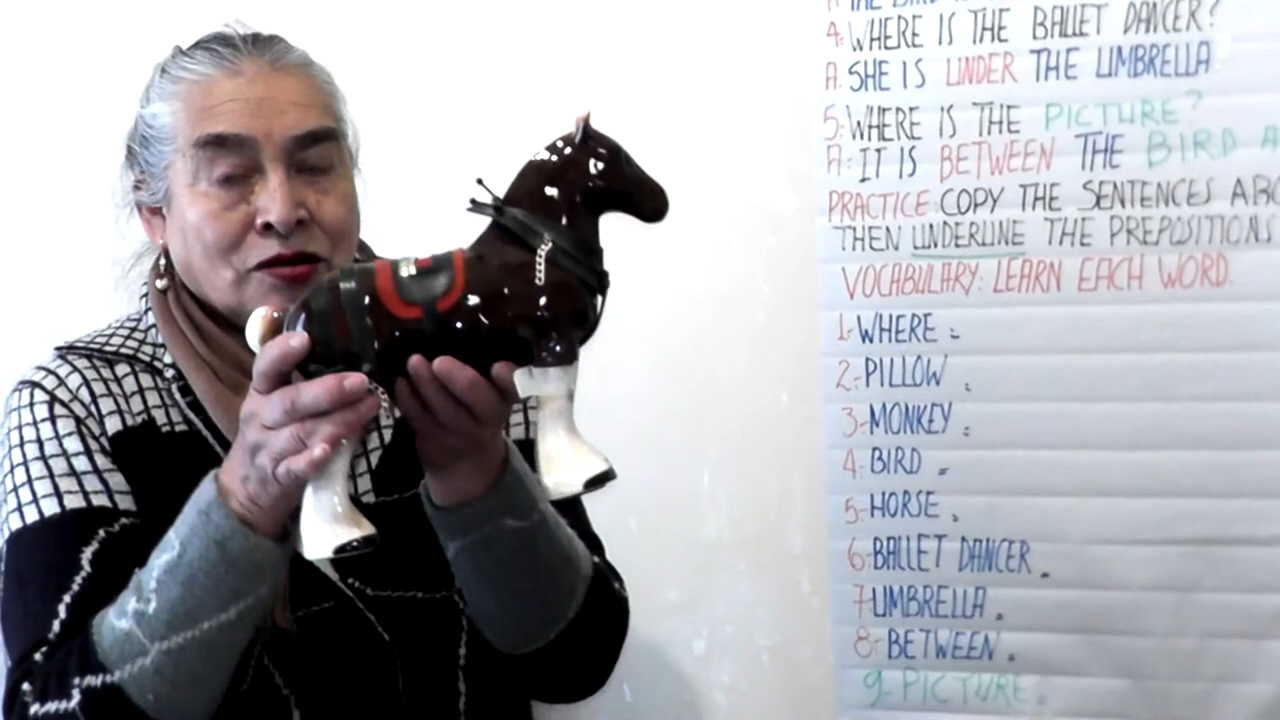 4. WHERE IS THE BALLET DANCER?
A. SHE IS UNDER THE UMBRELLA
5. WHERE IS THE PICTURE?
A: IT IS BETWEEN THE BIRD
PRACTICE COPY THE SENTENCES
THEN UNDERLINE THE PREPOSITIONS
VOCABULARY: LEARN EACH WORD.
1- WHERE =
2- PILLOW .
3- MONKEY :
4- BIRD =
5- HORSE .
6- BALLET DANCER .
7- UMBRELLA .
8- BETWEEN .
9- PICTURE .